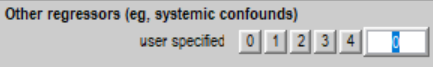 Other regressors (eg, systemic confounds)
user specified 0 1 2 3 4 0